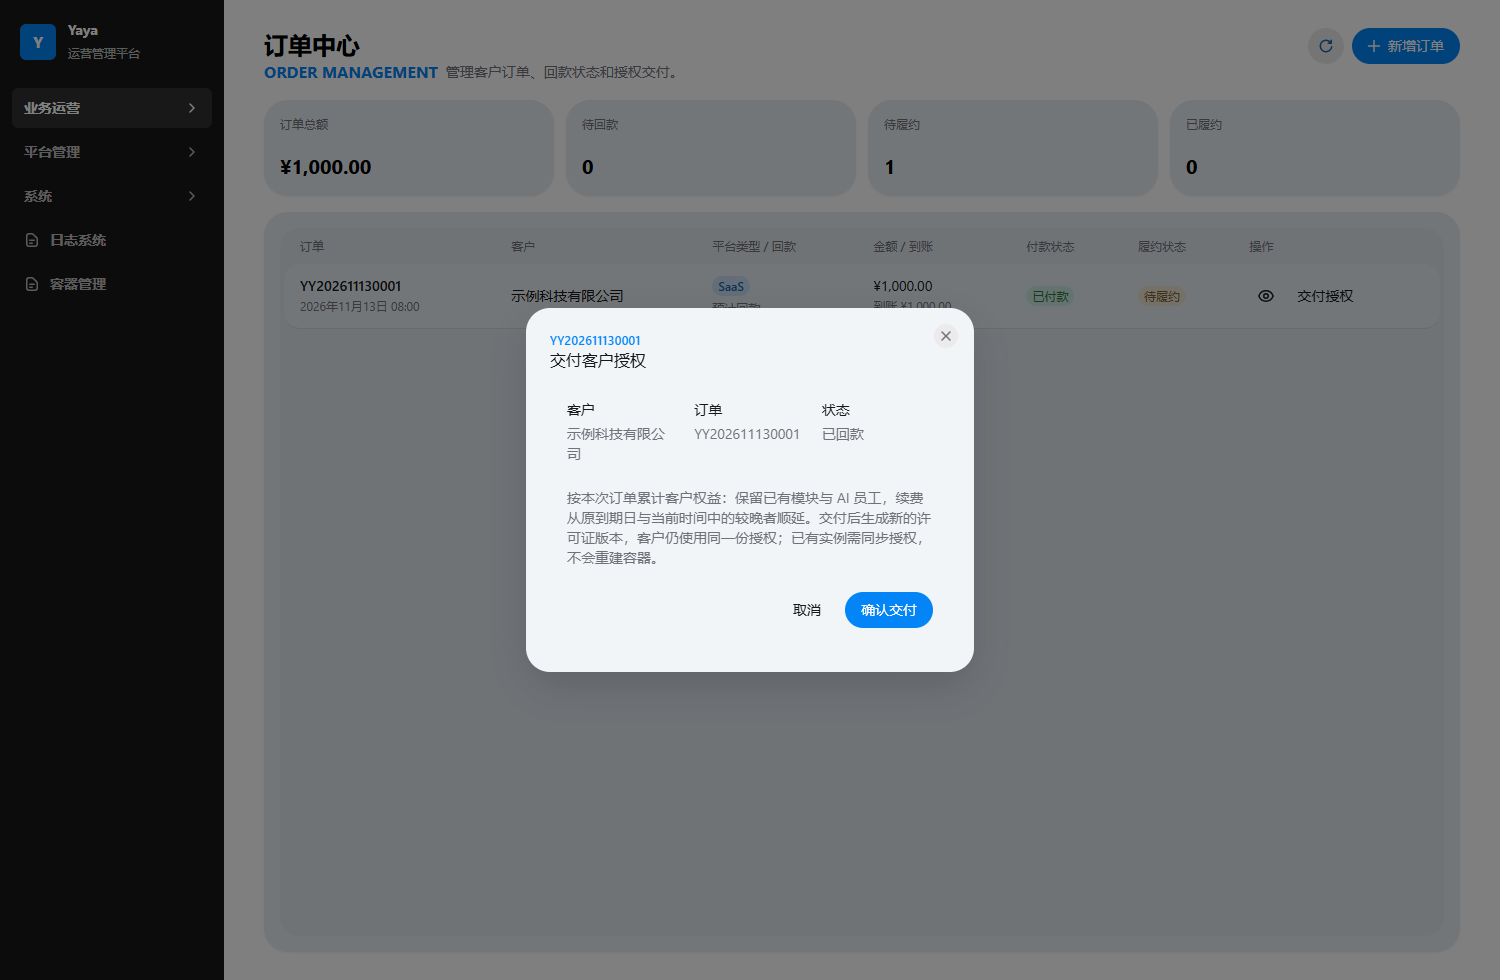 Y
Yaya
运营管理平台
业务运营
平台管理
系统
日志系统
容器管理
订单中心
ORDER MANAGEMENT 管理客户订单、回款状态和授权交付。
新增订单
订单总额
¥1,000.00
待回款
0
待履约
1
已履约
0
订单 客户 平台类型 / 回款 金额 / 到账 付款状态 履约状态 操作
YY202611130001
2026年11月13日 08:00
示例科技有限公司
SaaS
预计回款
¥1,000.00
到账 ¥1,000.00
已付款
待履约
交付授权
YY202611130001
交付客户授权
客户 订单 状态
示例科技有限公 YY202611130001 已回款
司
按本次订单累计客户权益：保留已有模块与 AI 员工，续费
从原到期日与当前时间中的较晚者顺延。交付后生成新的许
可证版本，客户仍使用同一份授权；已有实例需同步授权，
不会重建容器。
取消
确认交付